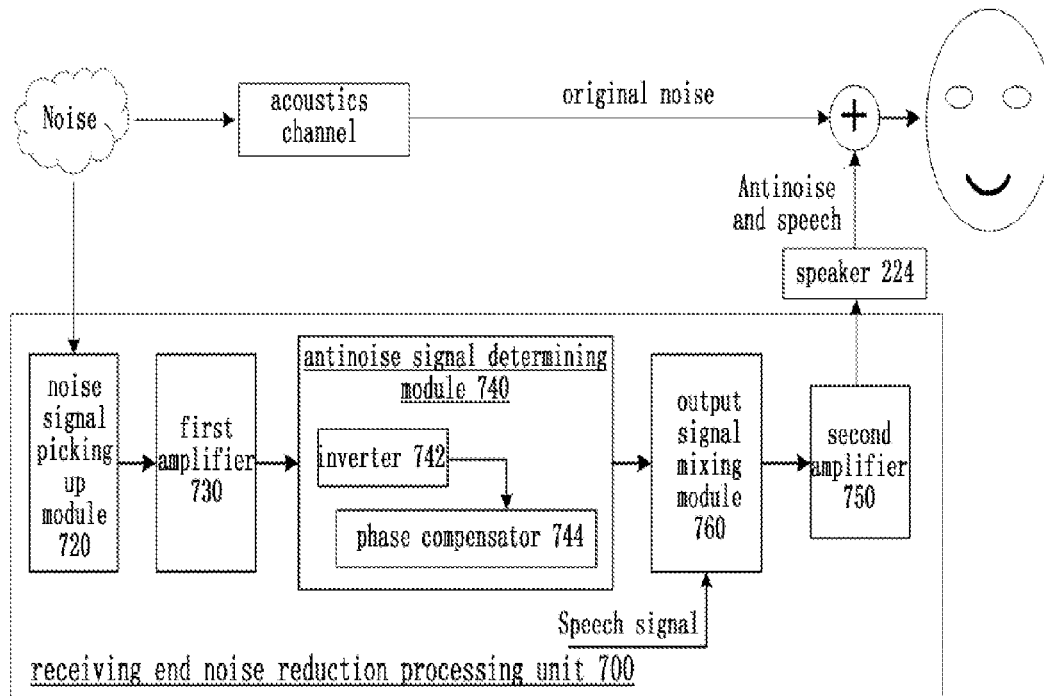 Noise
acoustics
channel
original noise
+
Antinoise
and speech
speaker 224
noise
signal
picking
up
module
720
first
amplifier
730
antinoise signal determining
module 740
inverter 742
phase compensator 744
output
signal
mixing
module
760
second
amplifier
750
Speech signal
receiving end noise reduction processing unit 700